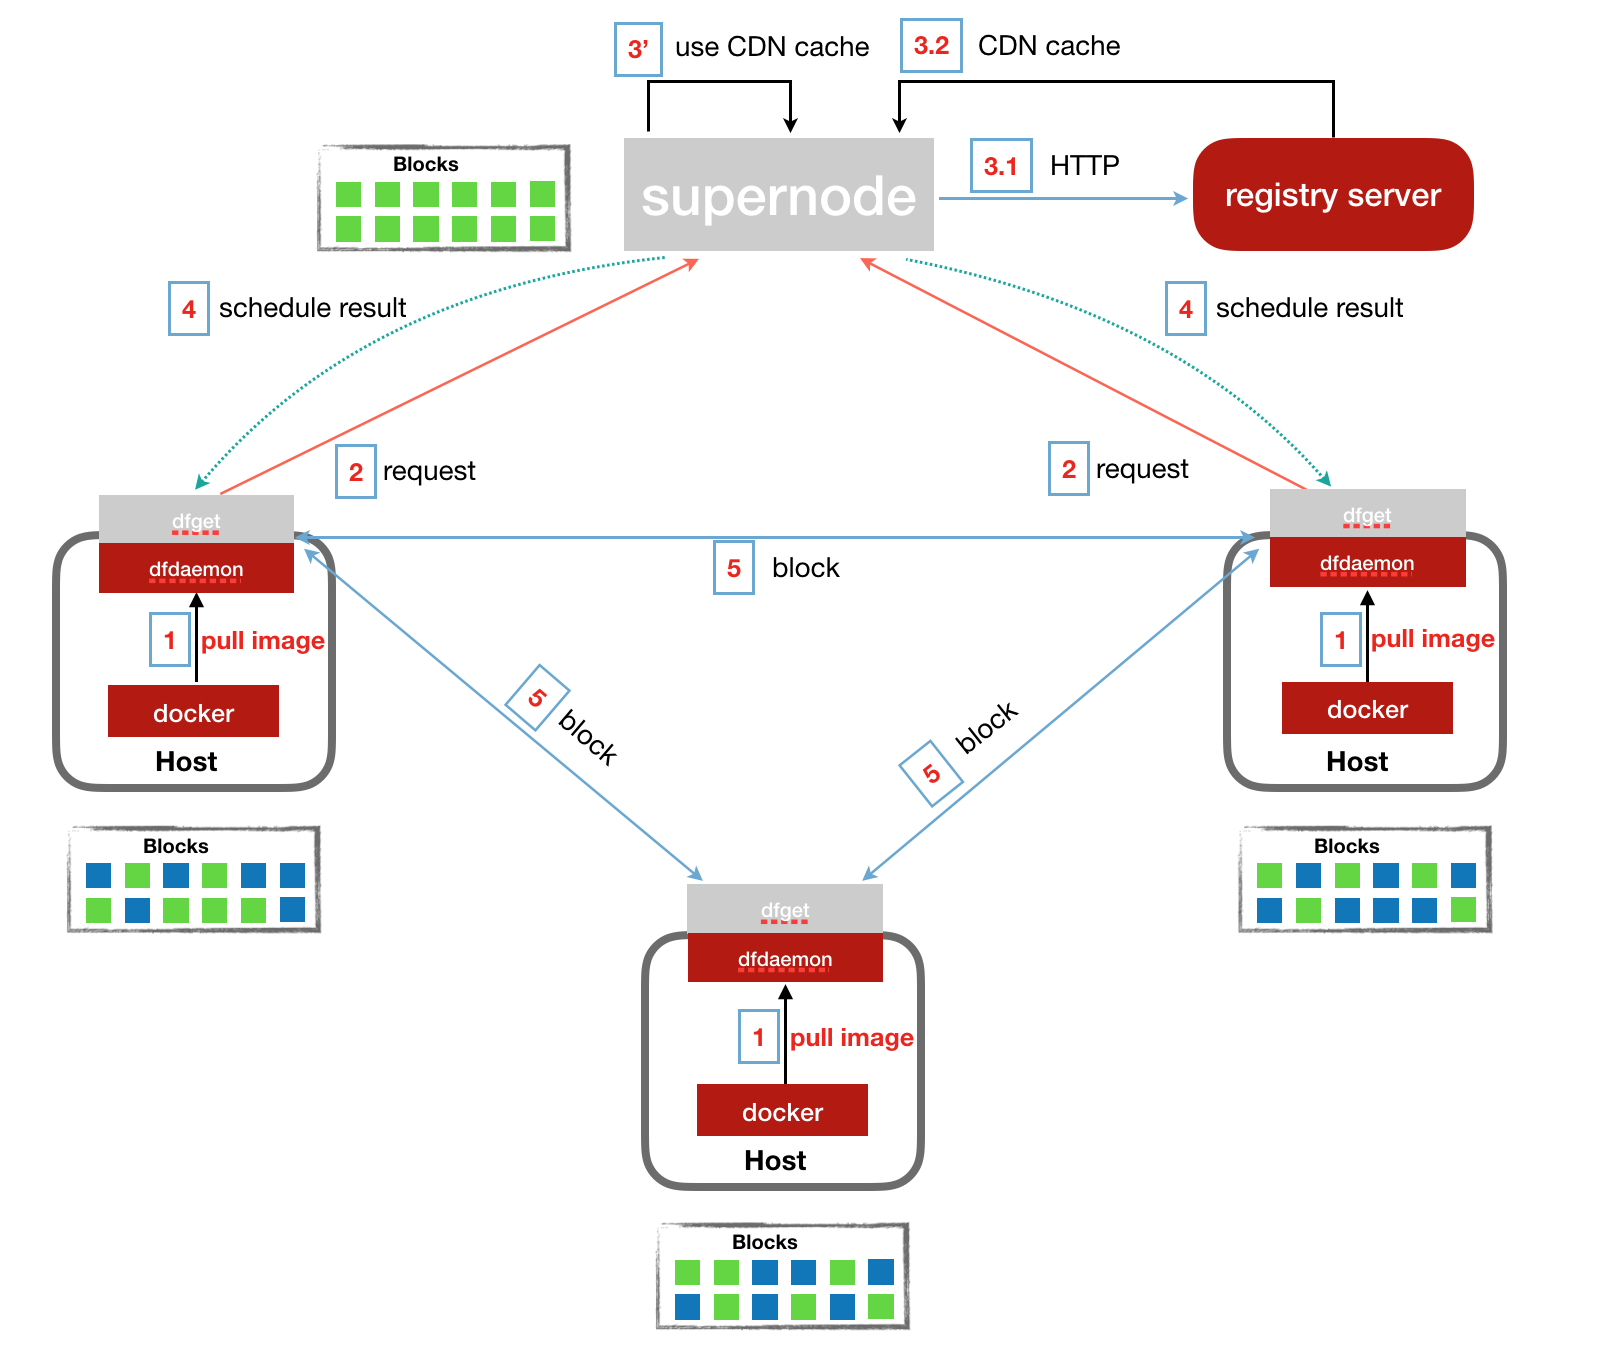 3’ use CDN cache
3.2 CDN cache
Blocks
supernode
3.1 HTTP
registry server
4 schedule result
4 schedule result
2 request
2 request
dfget
dfdaemon
1 pull image
docker
Host
dfget
dfdaemon
1 pull image
docker
Host
5 block
5 block
5 block
Blocks
Blocks
dfget
dfdaemon
1 pull image
docker
Host
Blocks